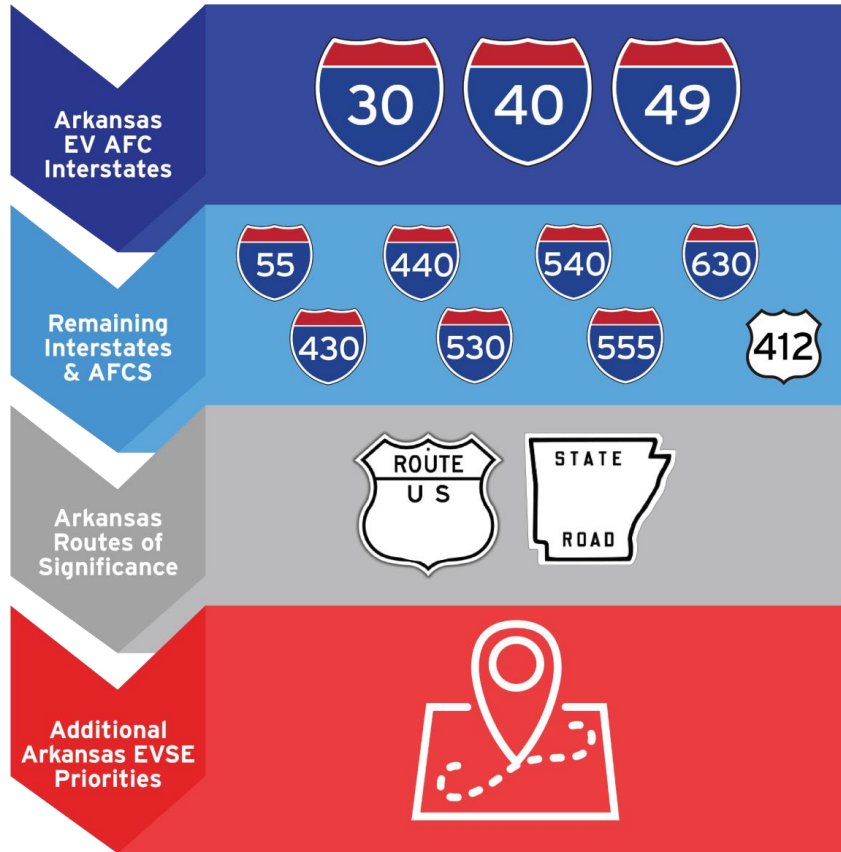 Arkansas
EV AFC
Interstates
30
40
49
Remaining
Interstates
& AFCS
55
440
540
630
430
530
555
412
Arkansas
Routes of
Significance
ROUTE
U S
STATE
ROAD
Additional
Arkansas EVSE
Priorities